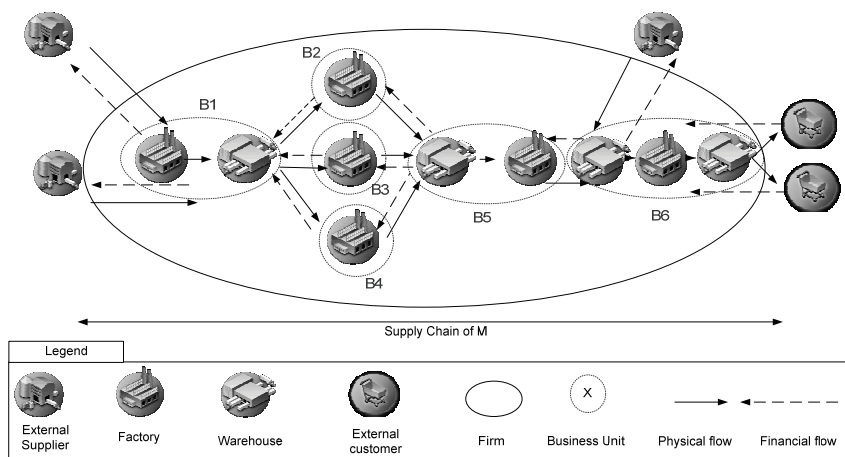 B2
B1
B3
B5
B6
B4
Supply Chain of M
Legend
X
External
Supplier
Factory
Warehouse
External
customer
Firm
Business Unit
Physical flow
Financial flow